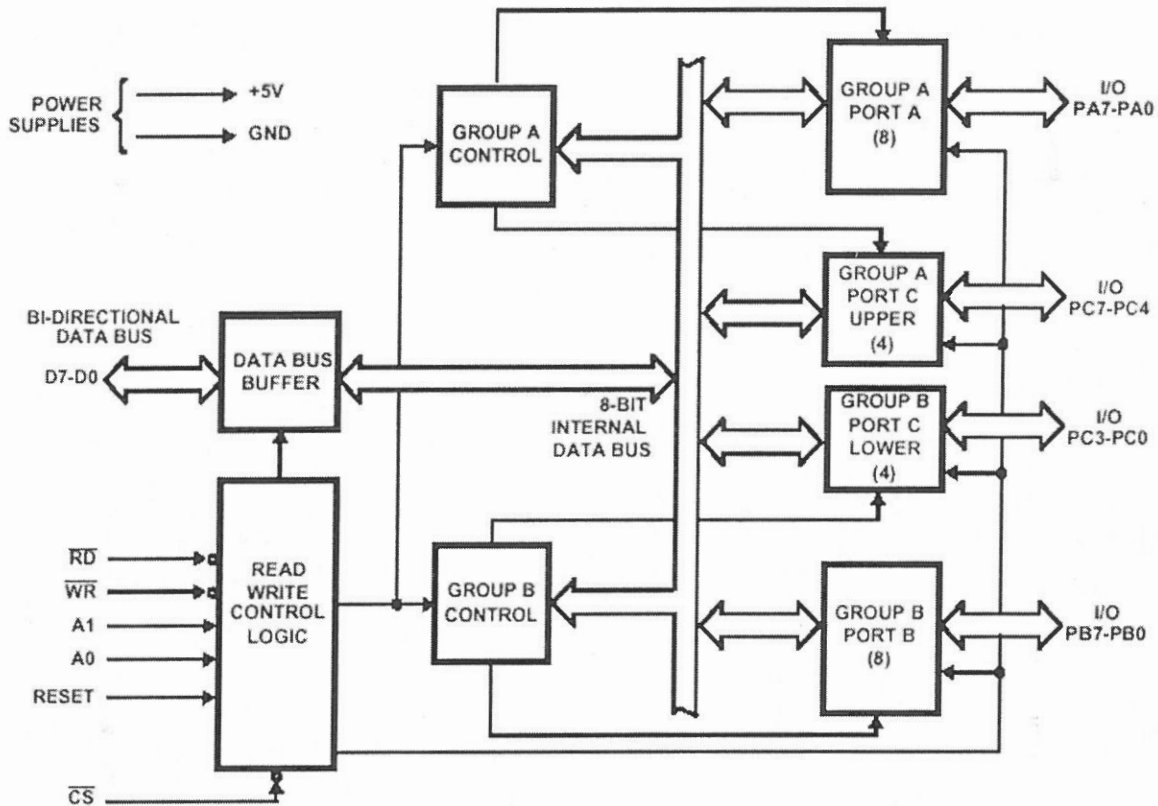 POWER
SUPPLIES
+5V
GND
GROUP A
CONTROL
GROUP A
PORT A
(8)
I/O
PA7-PA0
GROUP A
PORT C
UPPER
(4)
I/O
PC7-PC4
BI-DIRECTIONAL
DATA BUS
D7-D0
DATA BUS
BUFFER
8-BIT
INTERNAL
DATA BUS
GROUP B
PORT C
LOWER
(4)
I/O
PC3-PC0
RD
WR
A1
A0
RESET
CS
READ
WRITE
CONTROL
LOGIC
GROUP B
CONTROL
GROUP B
PORT B
(8)
I/O
PB7-PB0